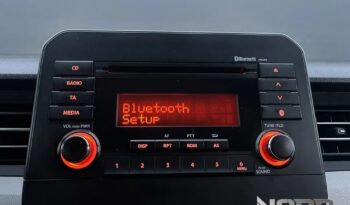 Bluetooth
CD
RADIO
TA
MEDIA
Bluetooth
Setup
VOL PUSH PWR
TUNE FLD
AF PTY
DISP RPT RDM AS
1 2 3 4 5 6
MENU
SOUND